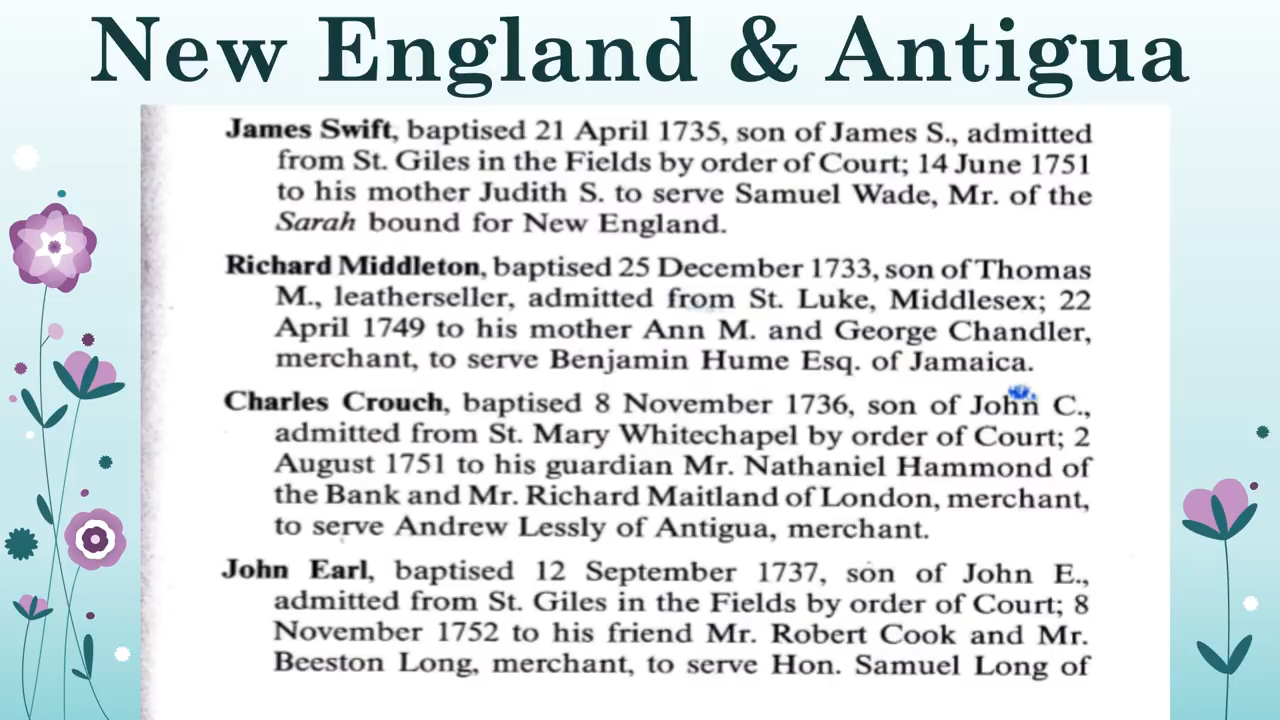 New England & Antigua
James Swift, baptised 21 April 1735, son of James S., admitted
from St. Giles in the Fields by order of Court; 14 June 1751
to his mother Judith S. to serve Samuel Wade, Mr. of the
Sarah bound for New England.
Richard Middleton, baptised 25 December 1733, son of Thomas
M., leatherseller, admitted from St. Luke, Middlesex; 22
April 1749 to his mother Ann M. and George Chandler,
merchant, to serve Benjamin Hume Esq. of Jamaica.
Charles Crouch, baptised 8 November 1736, son of John C.,
admitted from St. Mary Whitechapel by order of Court; 2
August 1751 to his guardian Mr. Nathaniel Hammond of
the Bank and Mr. Richard Maitland of London, merchant,
to serve Andrew Lessly of Antigua, merchant.
John Earl, baptised 12 September 1737, son of John E.,
admitted from St. Giles in the Fields by order of Court; 8
November 1752 to his friend Mr. Robert Cook and Mr.
Beeston Long, merchant, to serve Hon. Samuel Long of